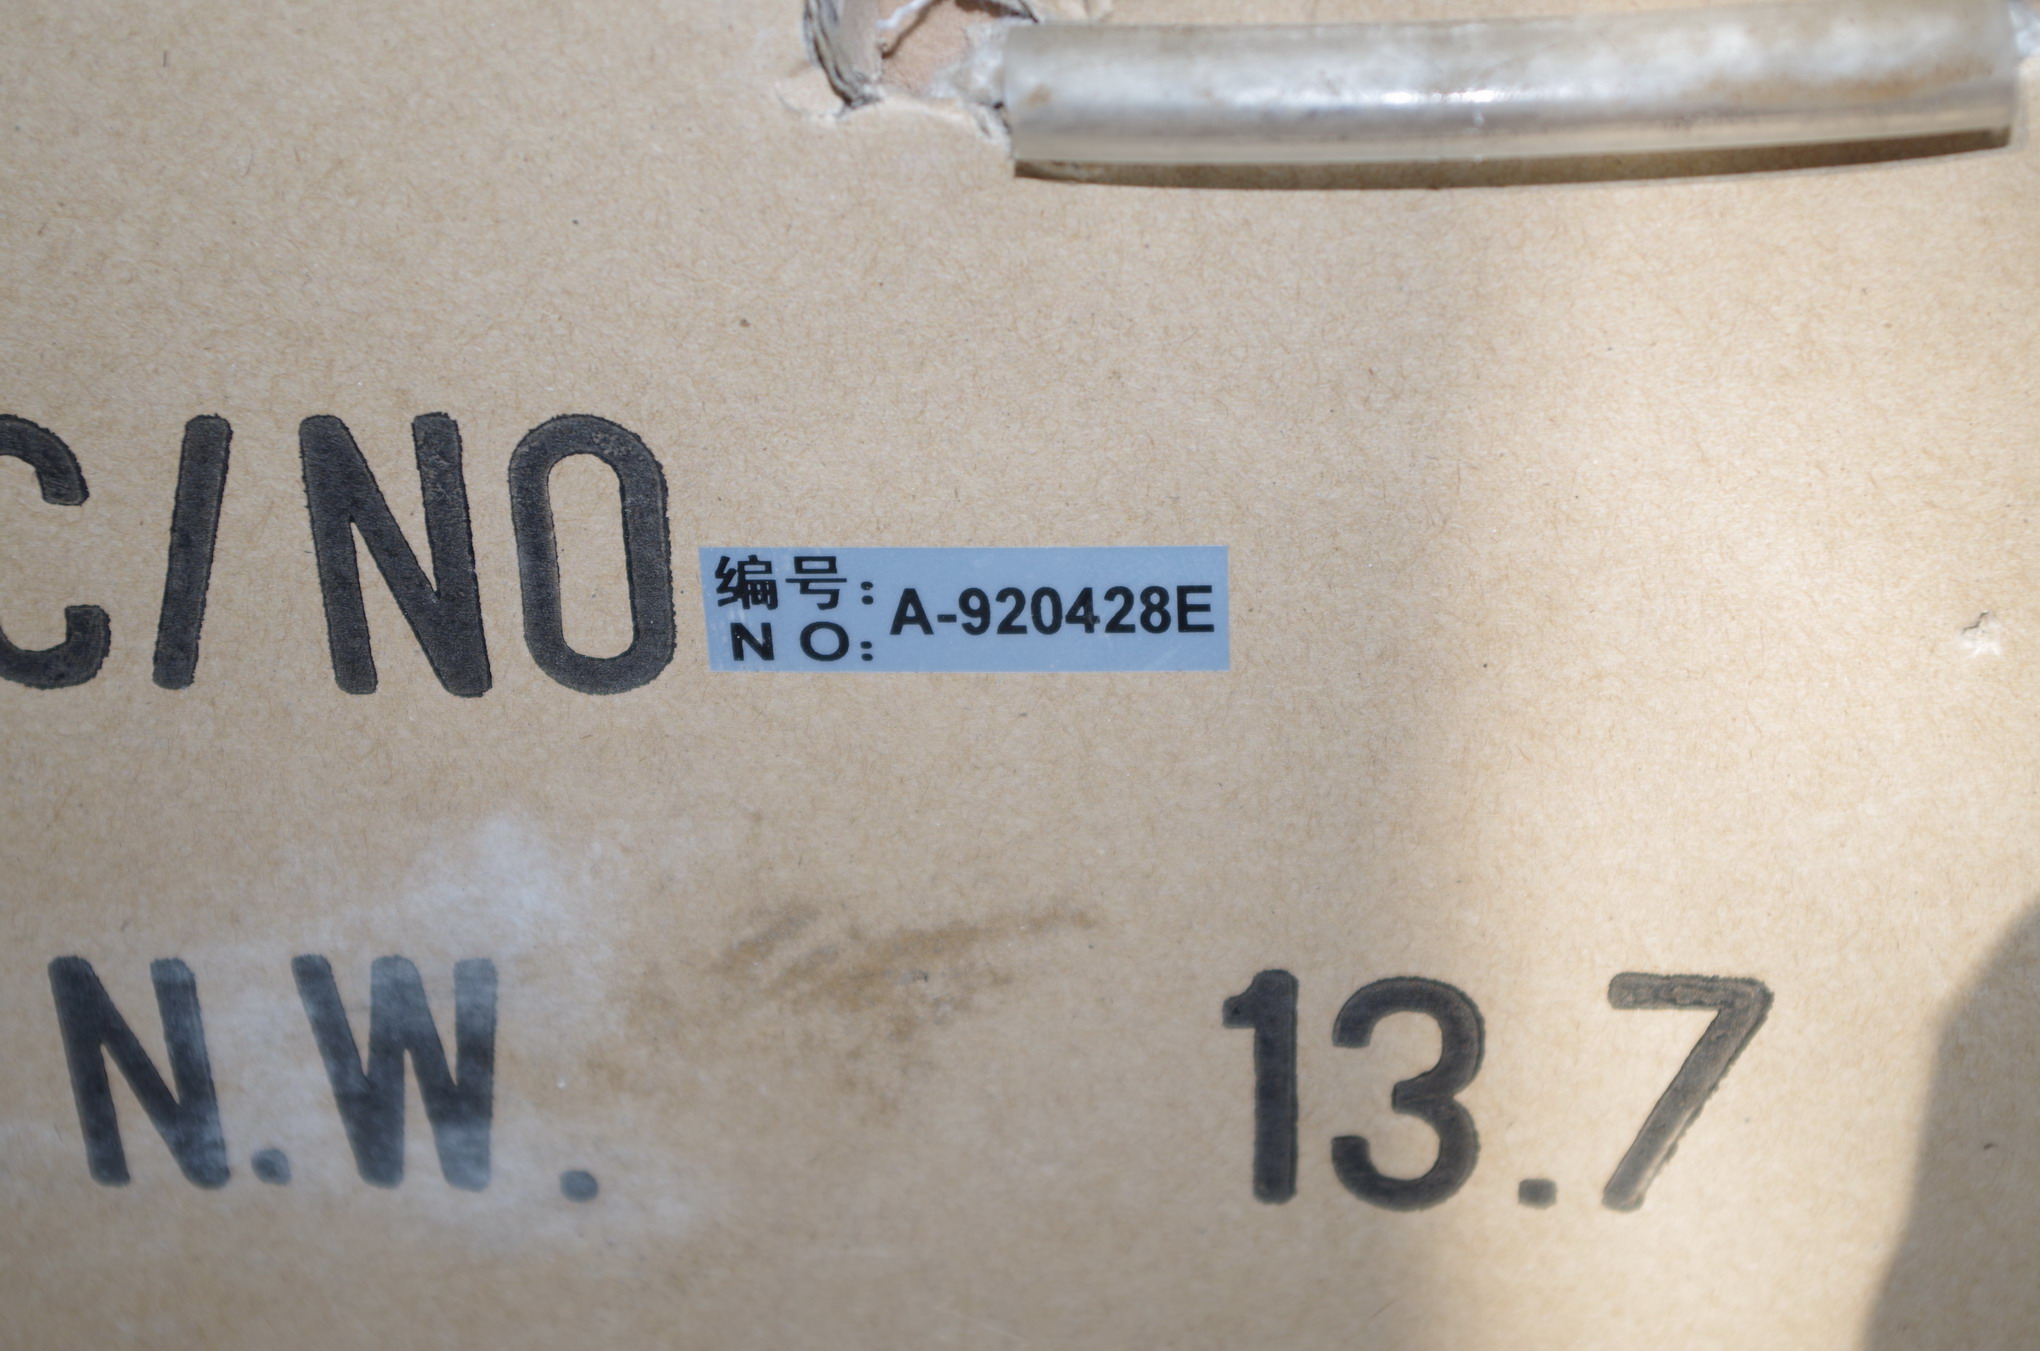 C/NO
编号:
NO: A-920428E
N.W. 13.7